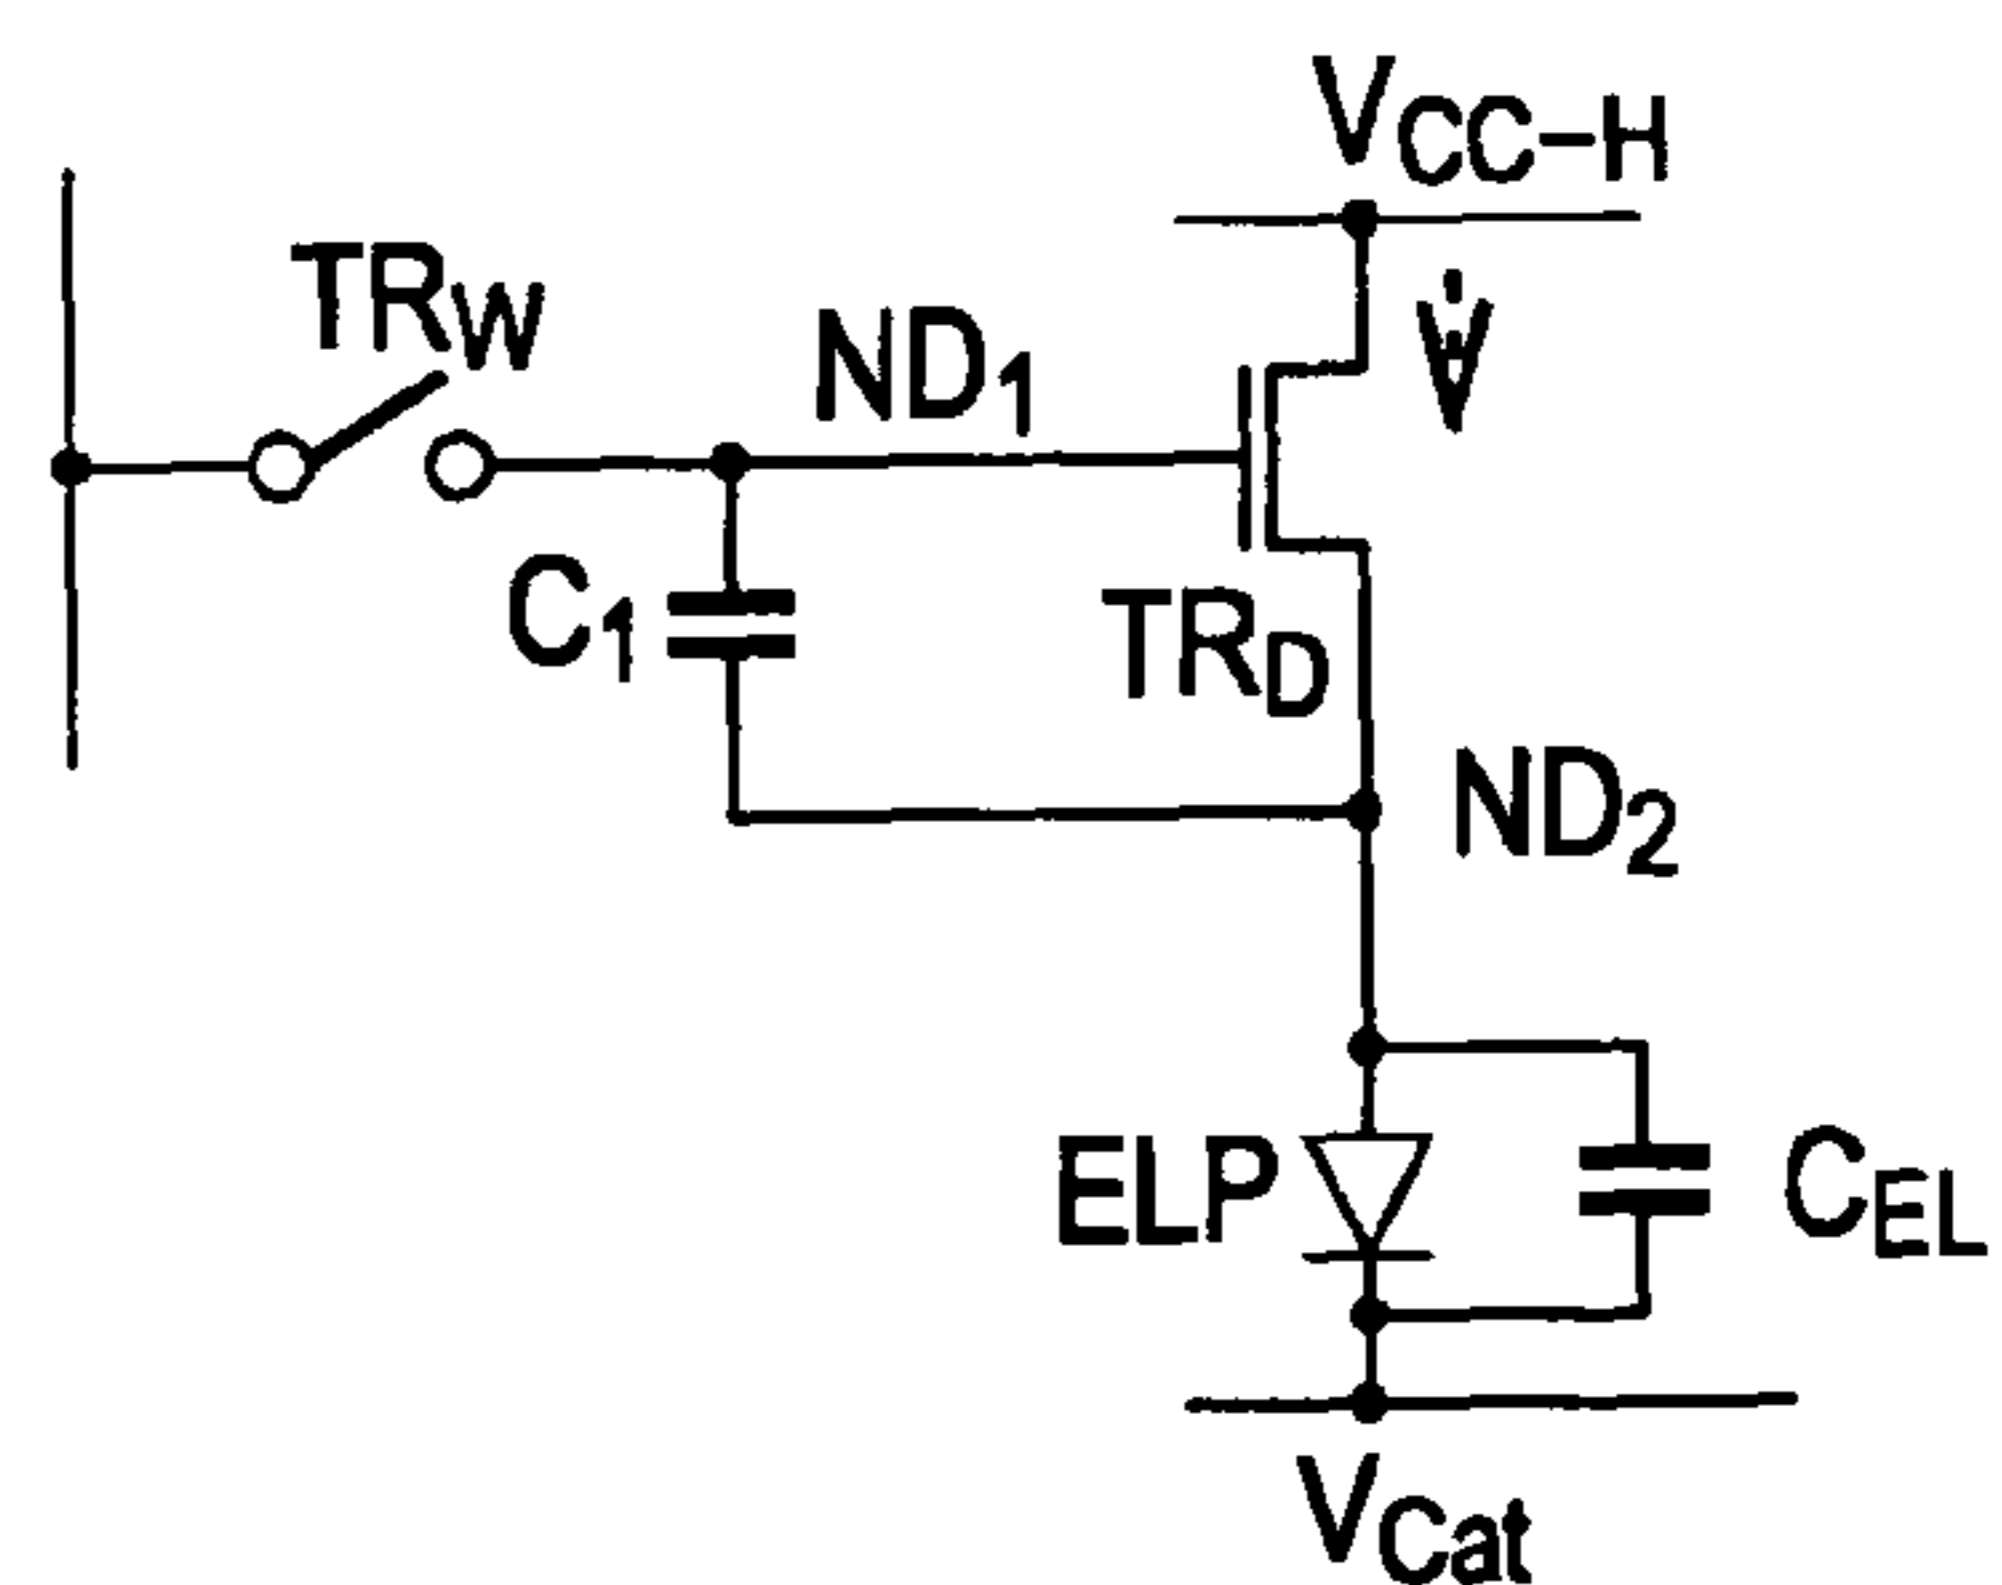 VCC-H
TRW
ND1
C1
TRD
ND2
ELP
CEL
VCat